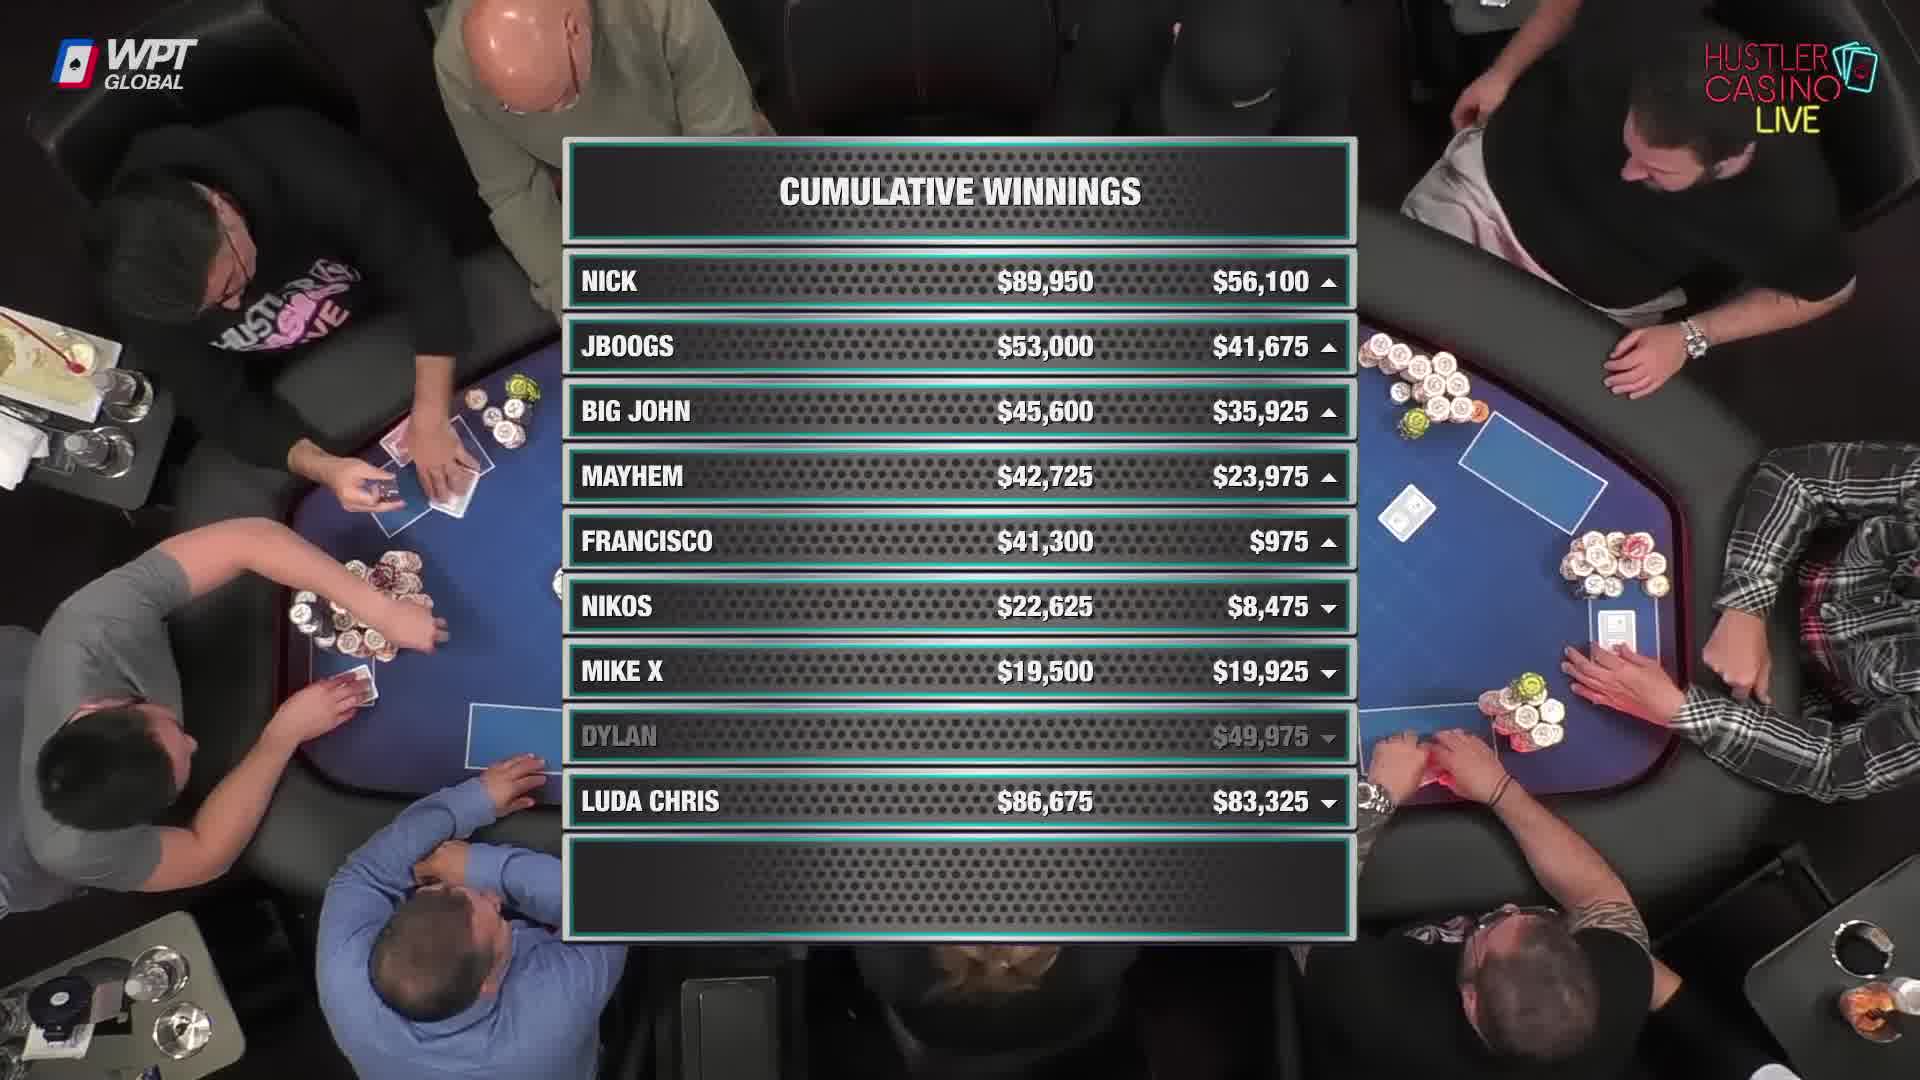 WPT
GLOBAL
HUSTLER
CASINO
LIVE
CUMULATIVE WINNINGS
NICK $89,950 $56,100
JBOOGS $53,000 $41,675
BIG JOHN $45,600 $35,925
MAYHEM $42,725 $23,975
FRANCISCO $41,300 $975
NIKOS $22,625 $8,475
MIKE X $19,500 $19,925
DYLAN $49,975
LUDA CHRIS $86,675 $83,325
HUSTLER
LIVE